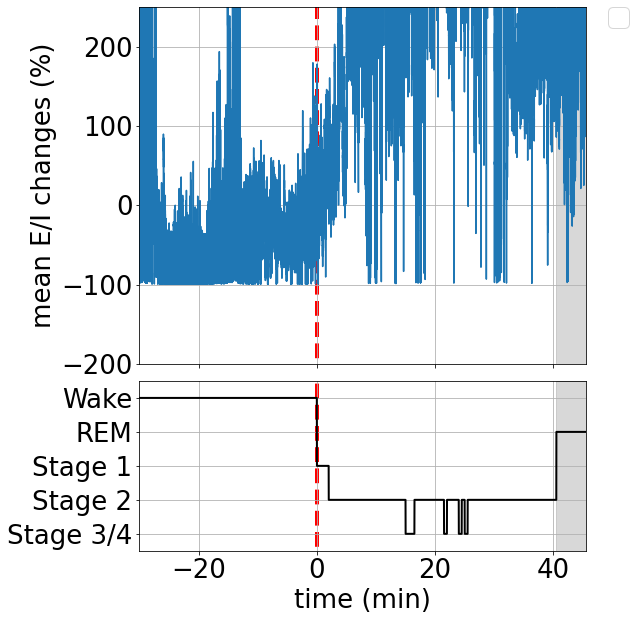 mean E/I changes (%)
200
100
0
−100
−200
Wake
REM
Stage 1
Stage 2
Stage 3/4
−20 0 20 40
time (min)